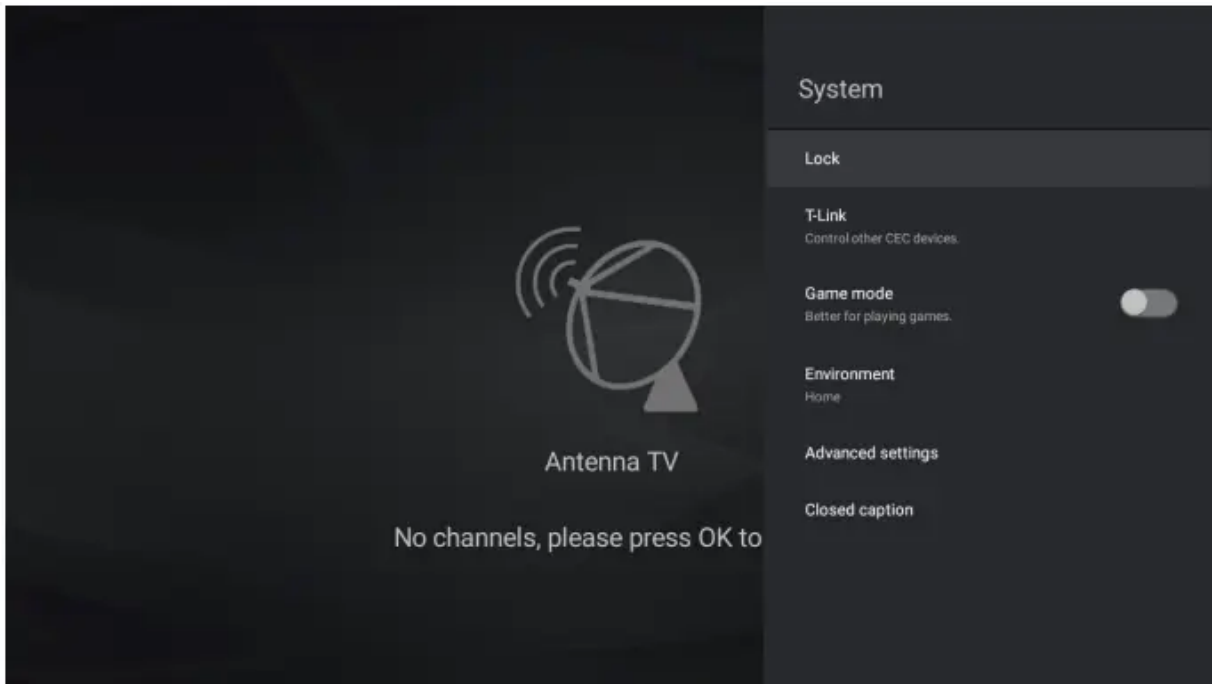 System
Lock
T-Link
Control other CEC devices.
Game mode
Better for playing games.
Environment
Home
Advanced settings
Closed caption
Antenna TV
No channels, please press OK to